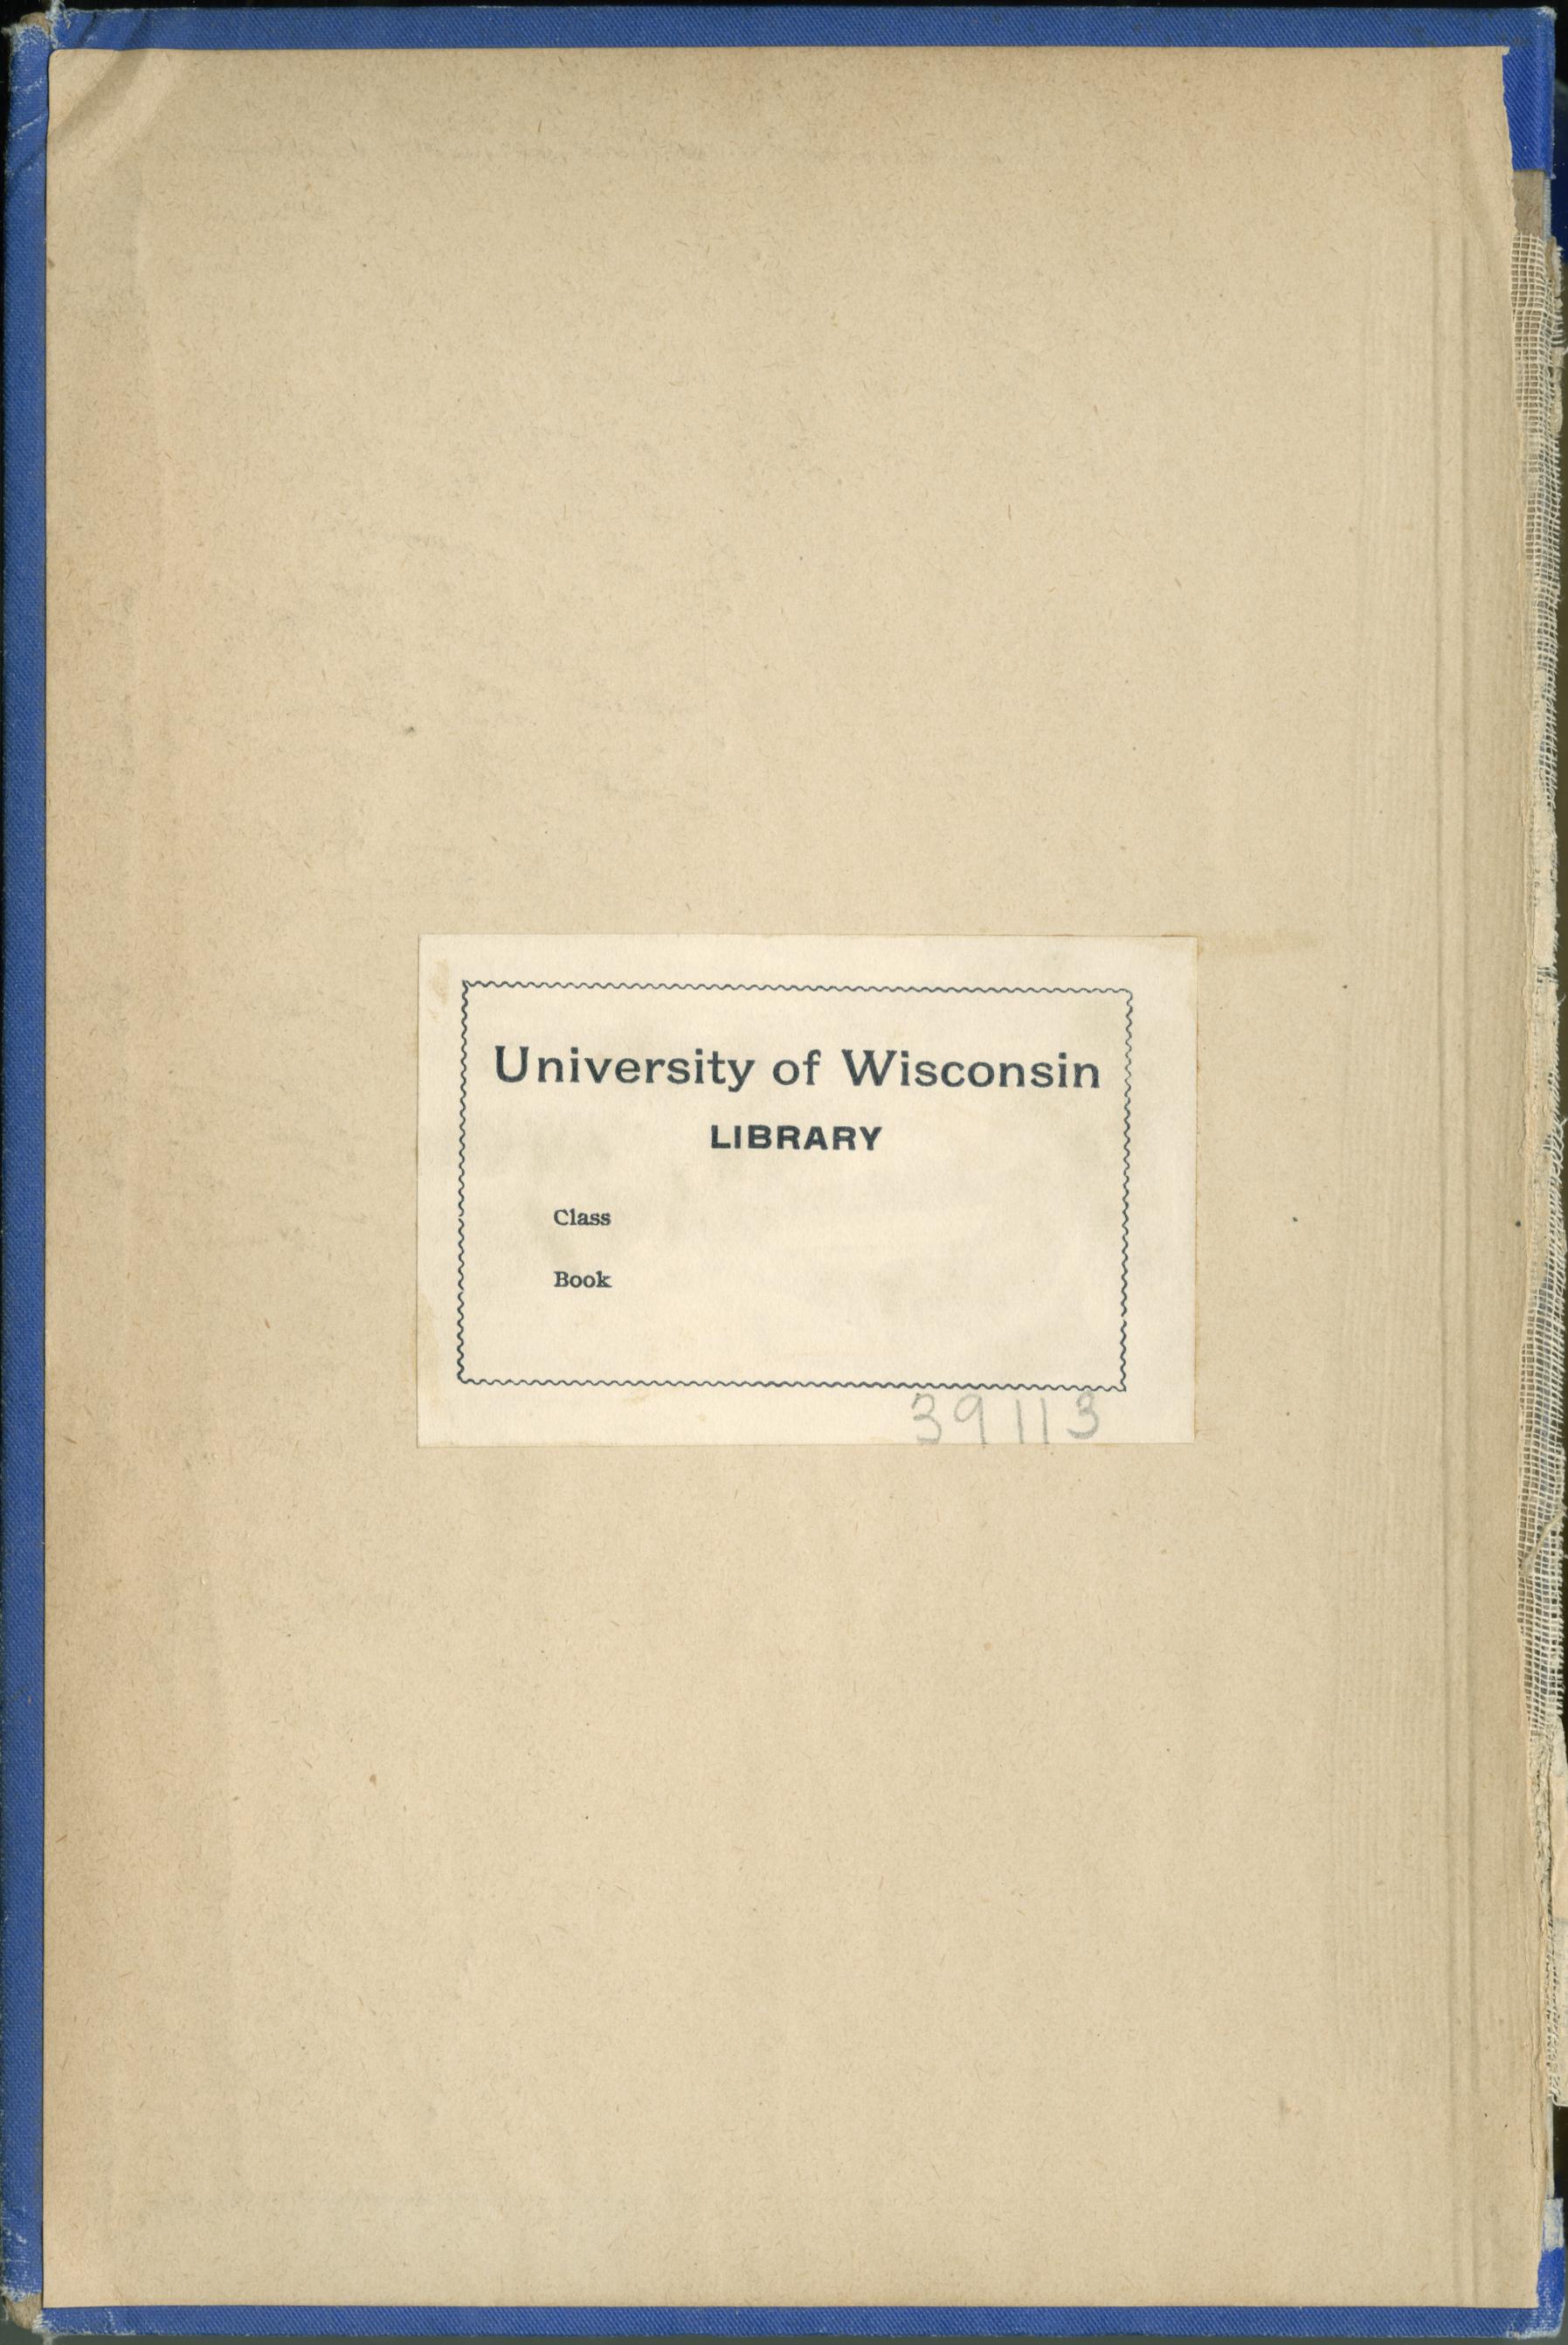 University of Wisconsin
LIBRARY
Class
Book
39113